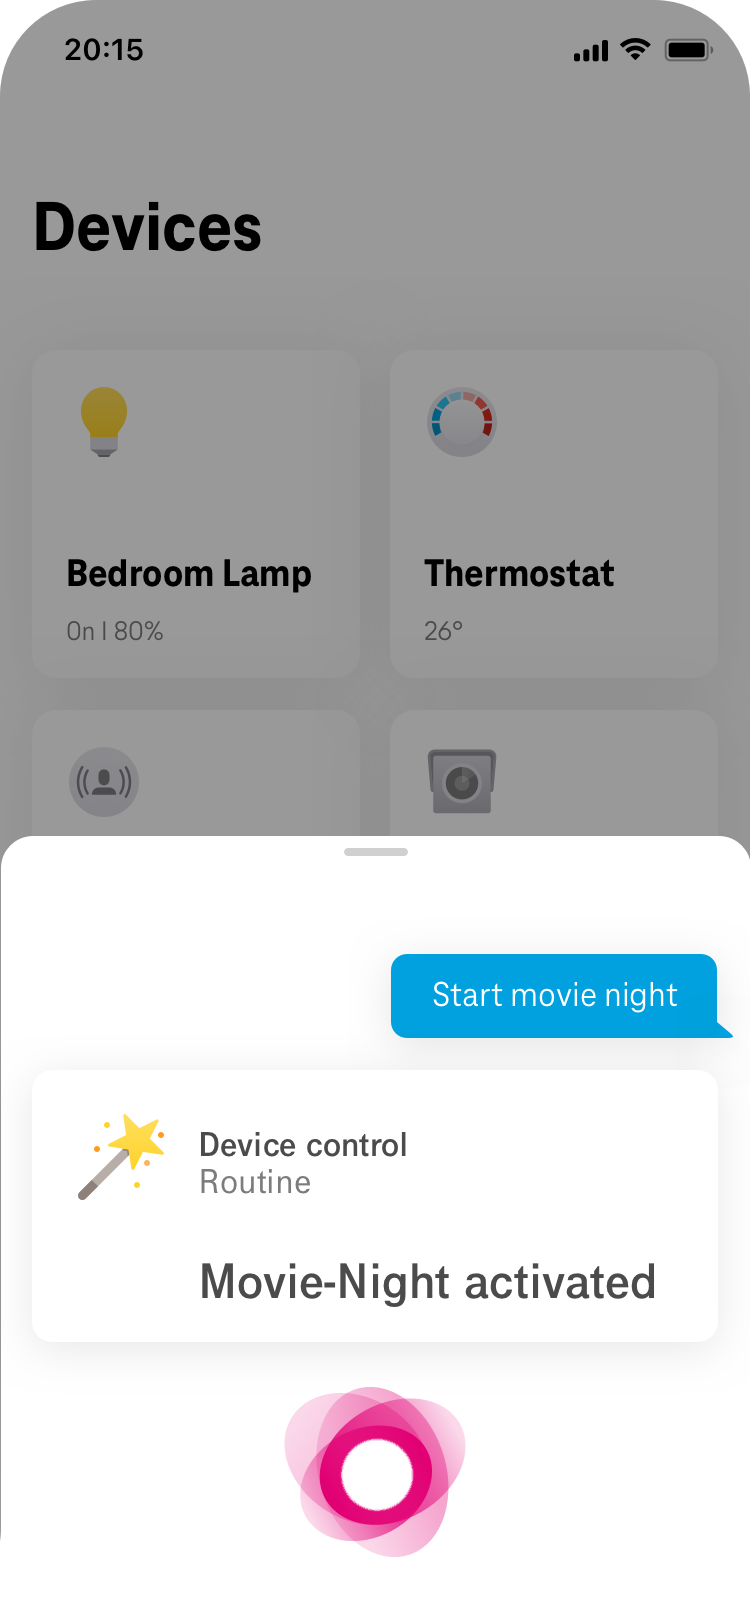 20:15
Devices
Bedroom Lamp
On | 80%
Thermostat
26°
Start movie night
Device control
Routine
Movie-Night activated